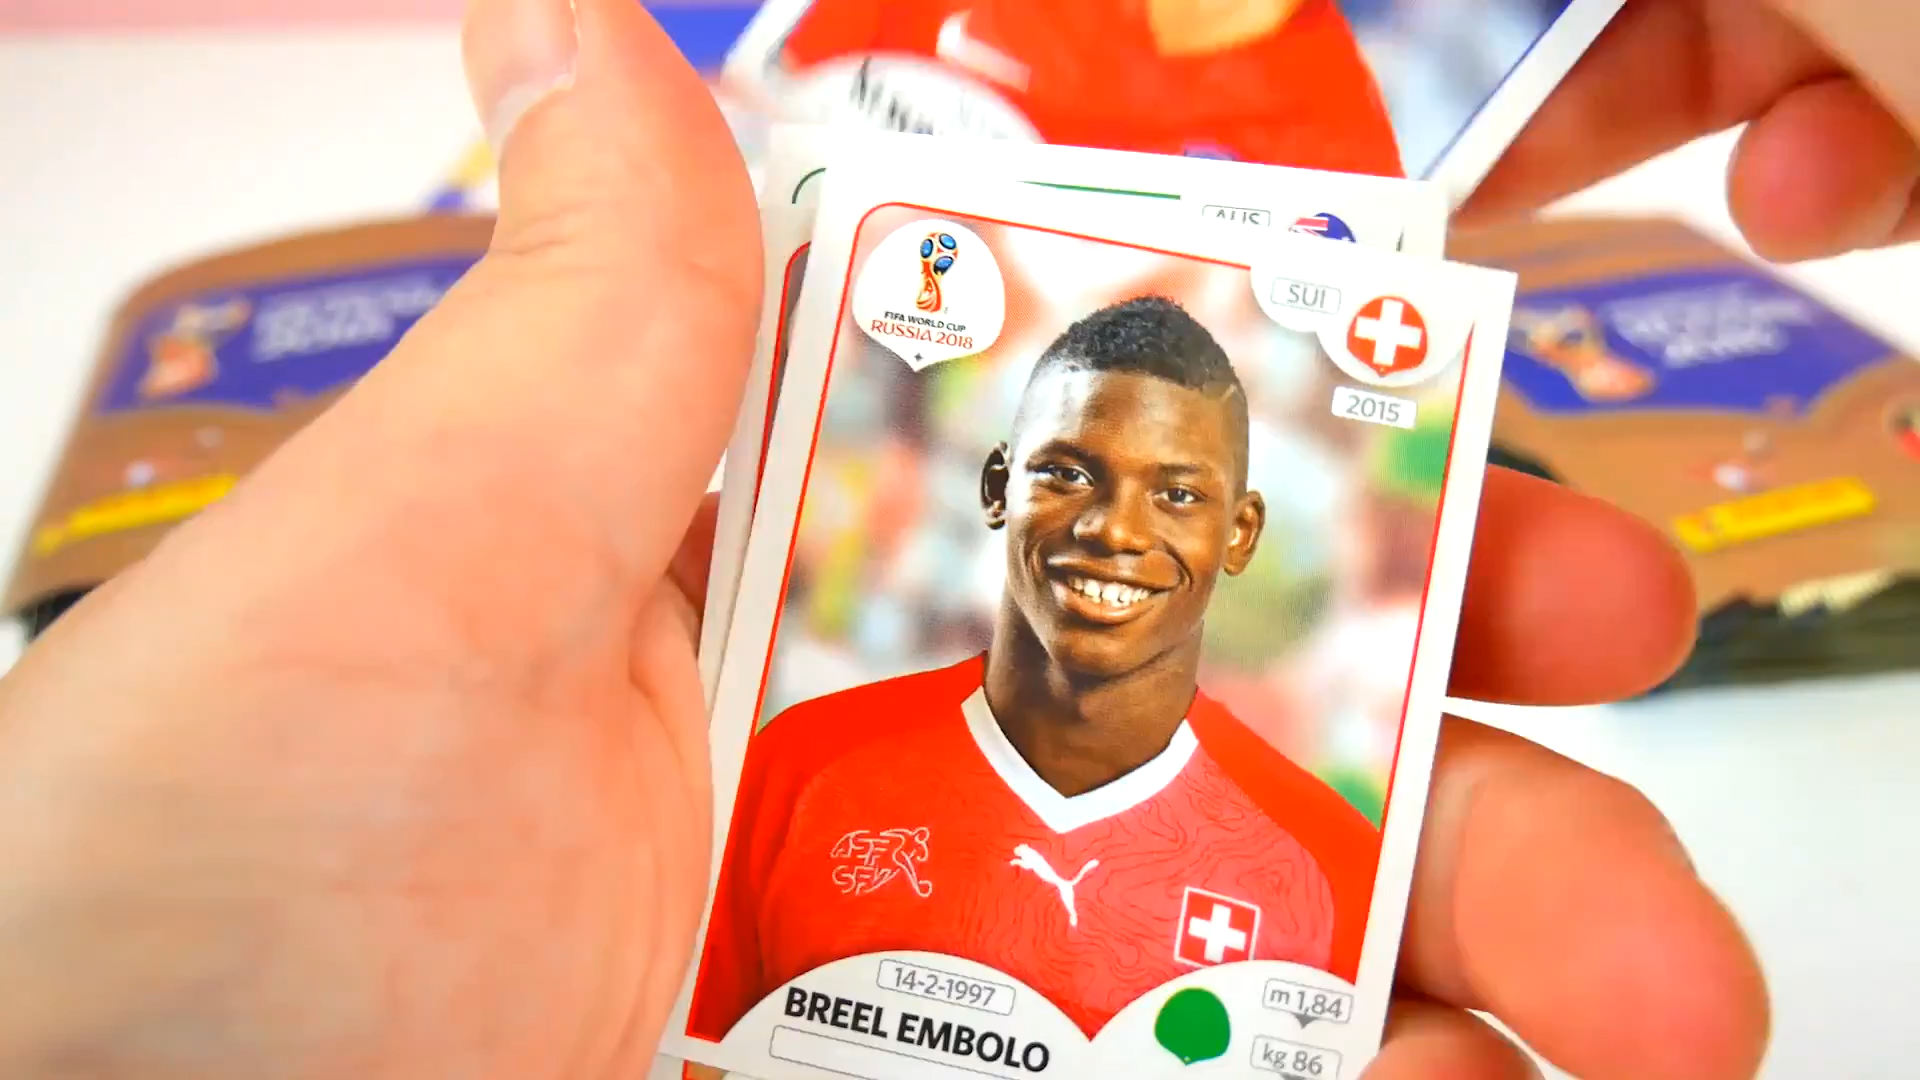 AUS
FIFA WORLD CUP
RUSSIA 2018
SUI
2015
ASF
SFV
14-2-1997
BREEL EMBOLO
m 1,84
kg 86